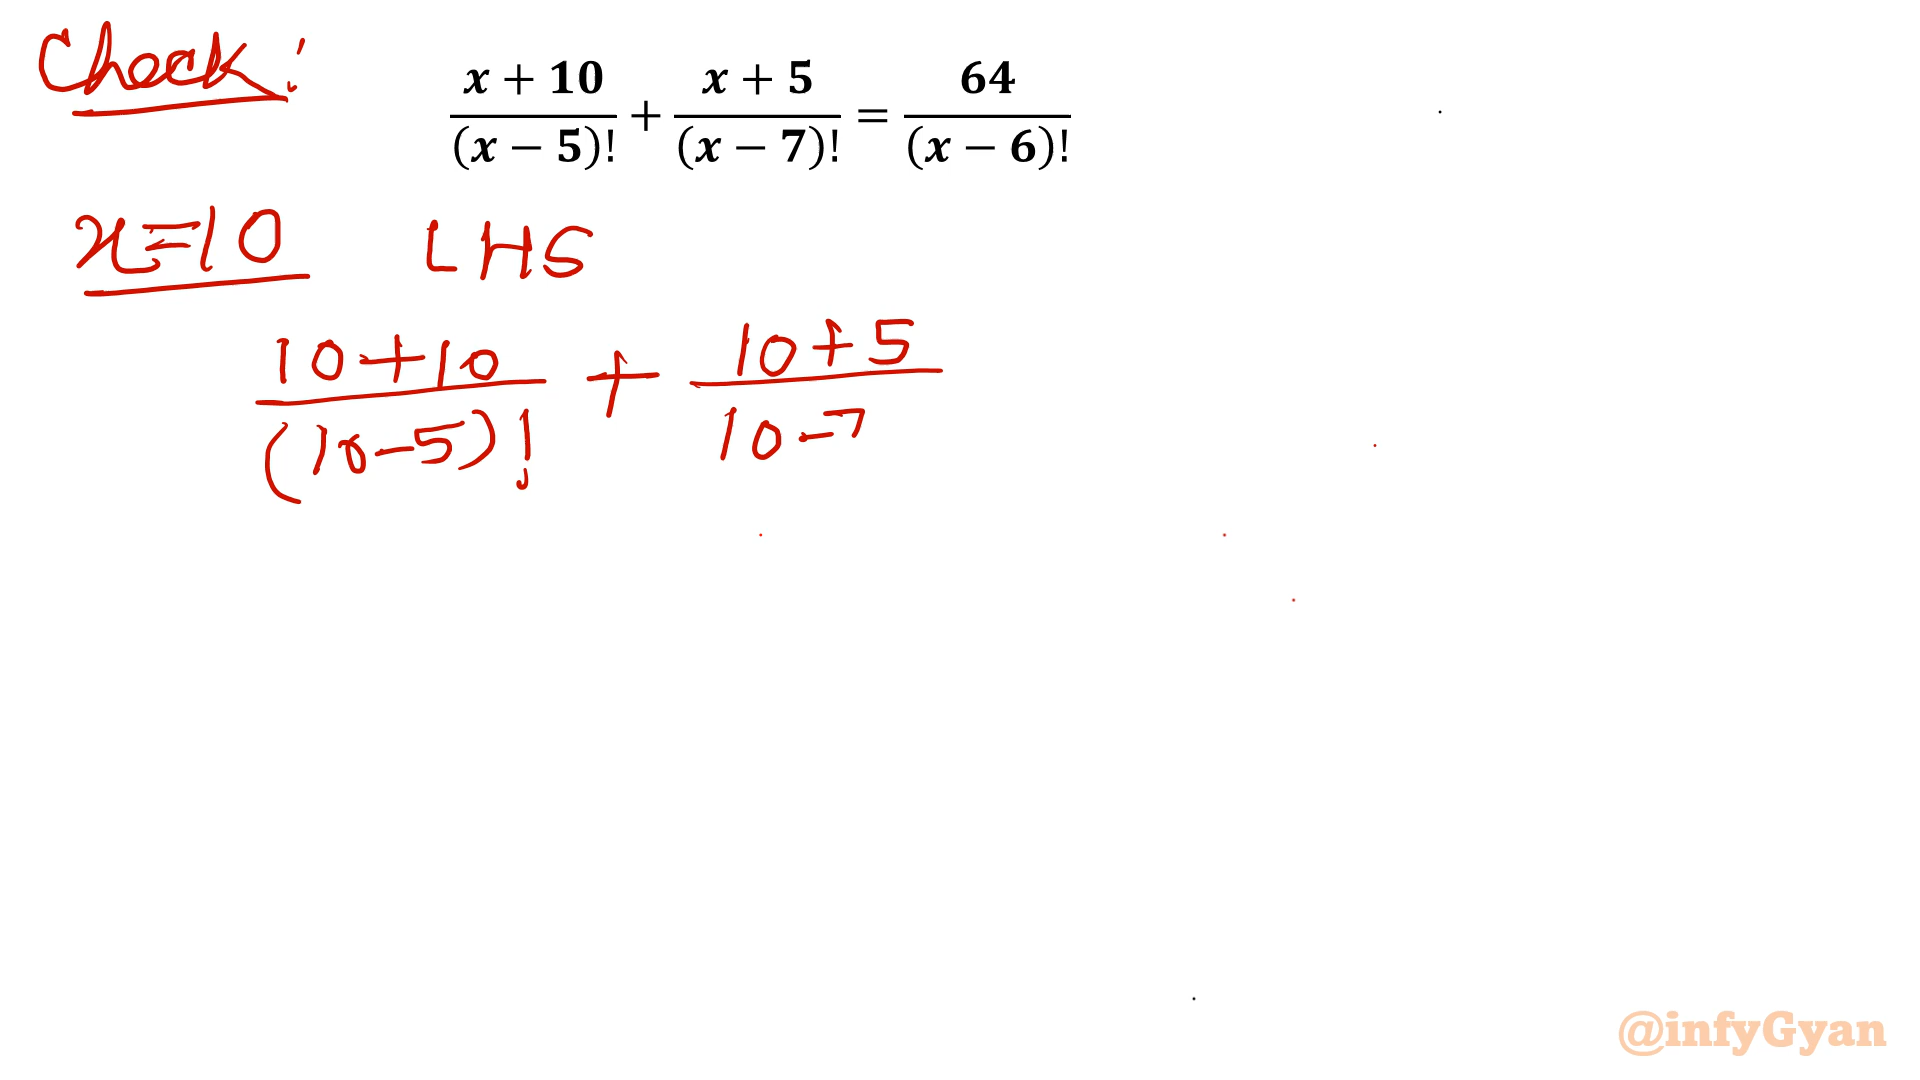 Check:
x + 10/(x − 5)! + x + 5/(x − 7)! = 64/(x − 6)!
x=10 LHS
10+10/(10-5)! + 10+5/10-7
@infyGyan